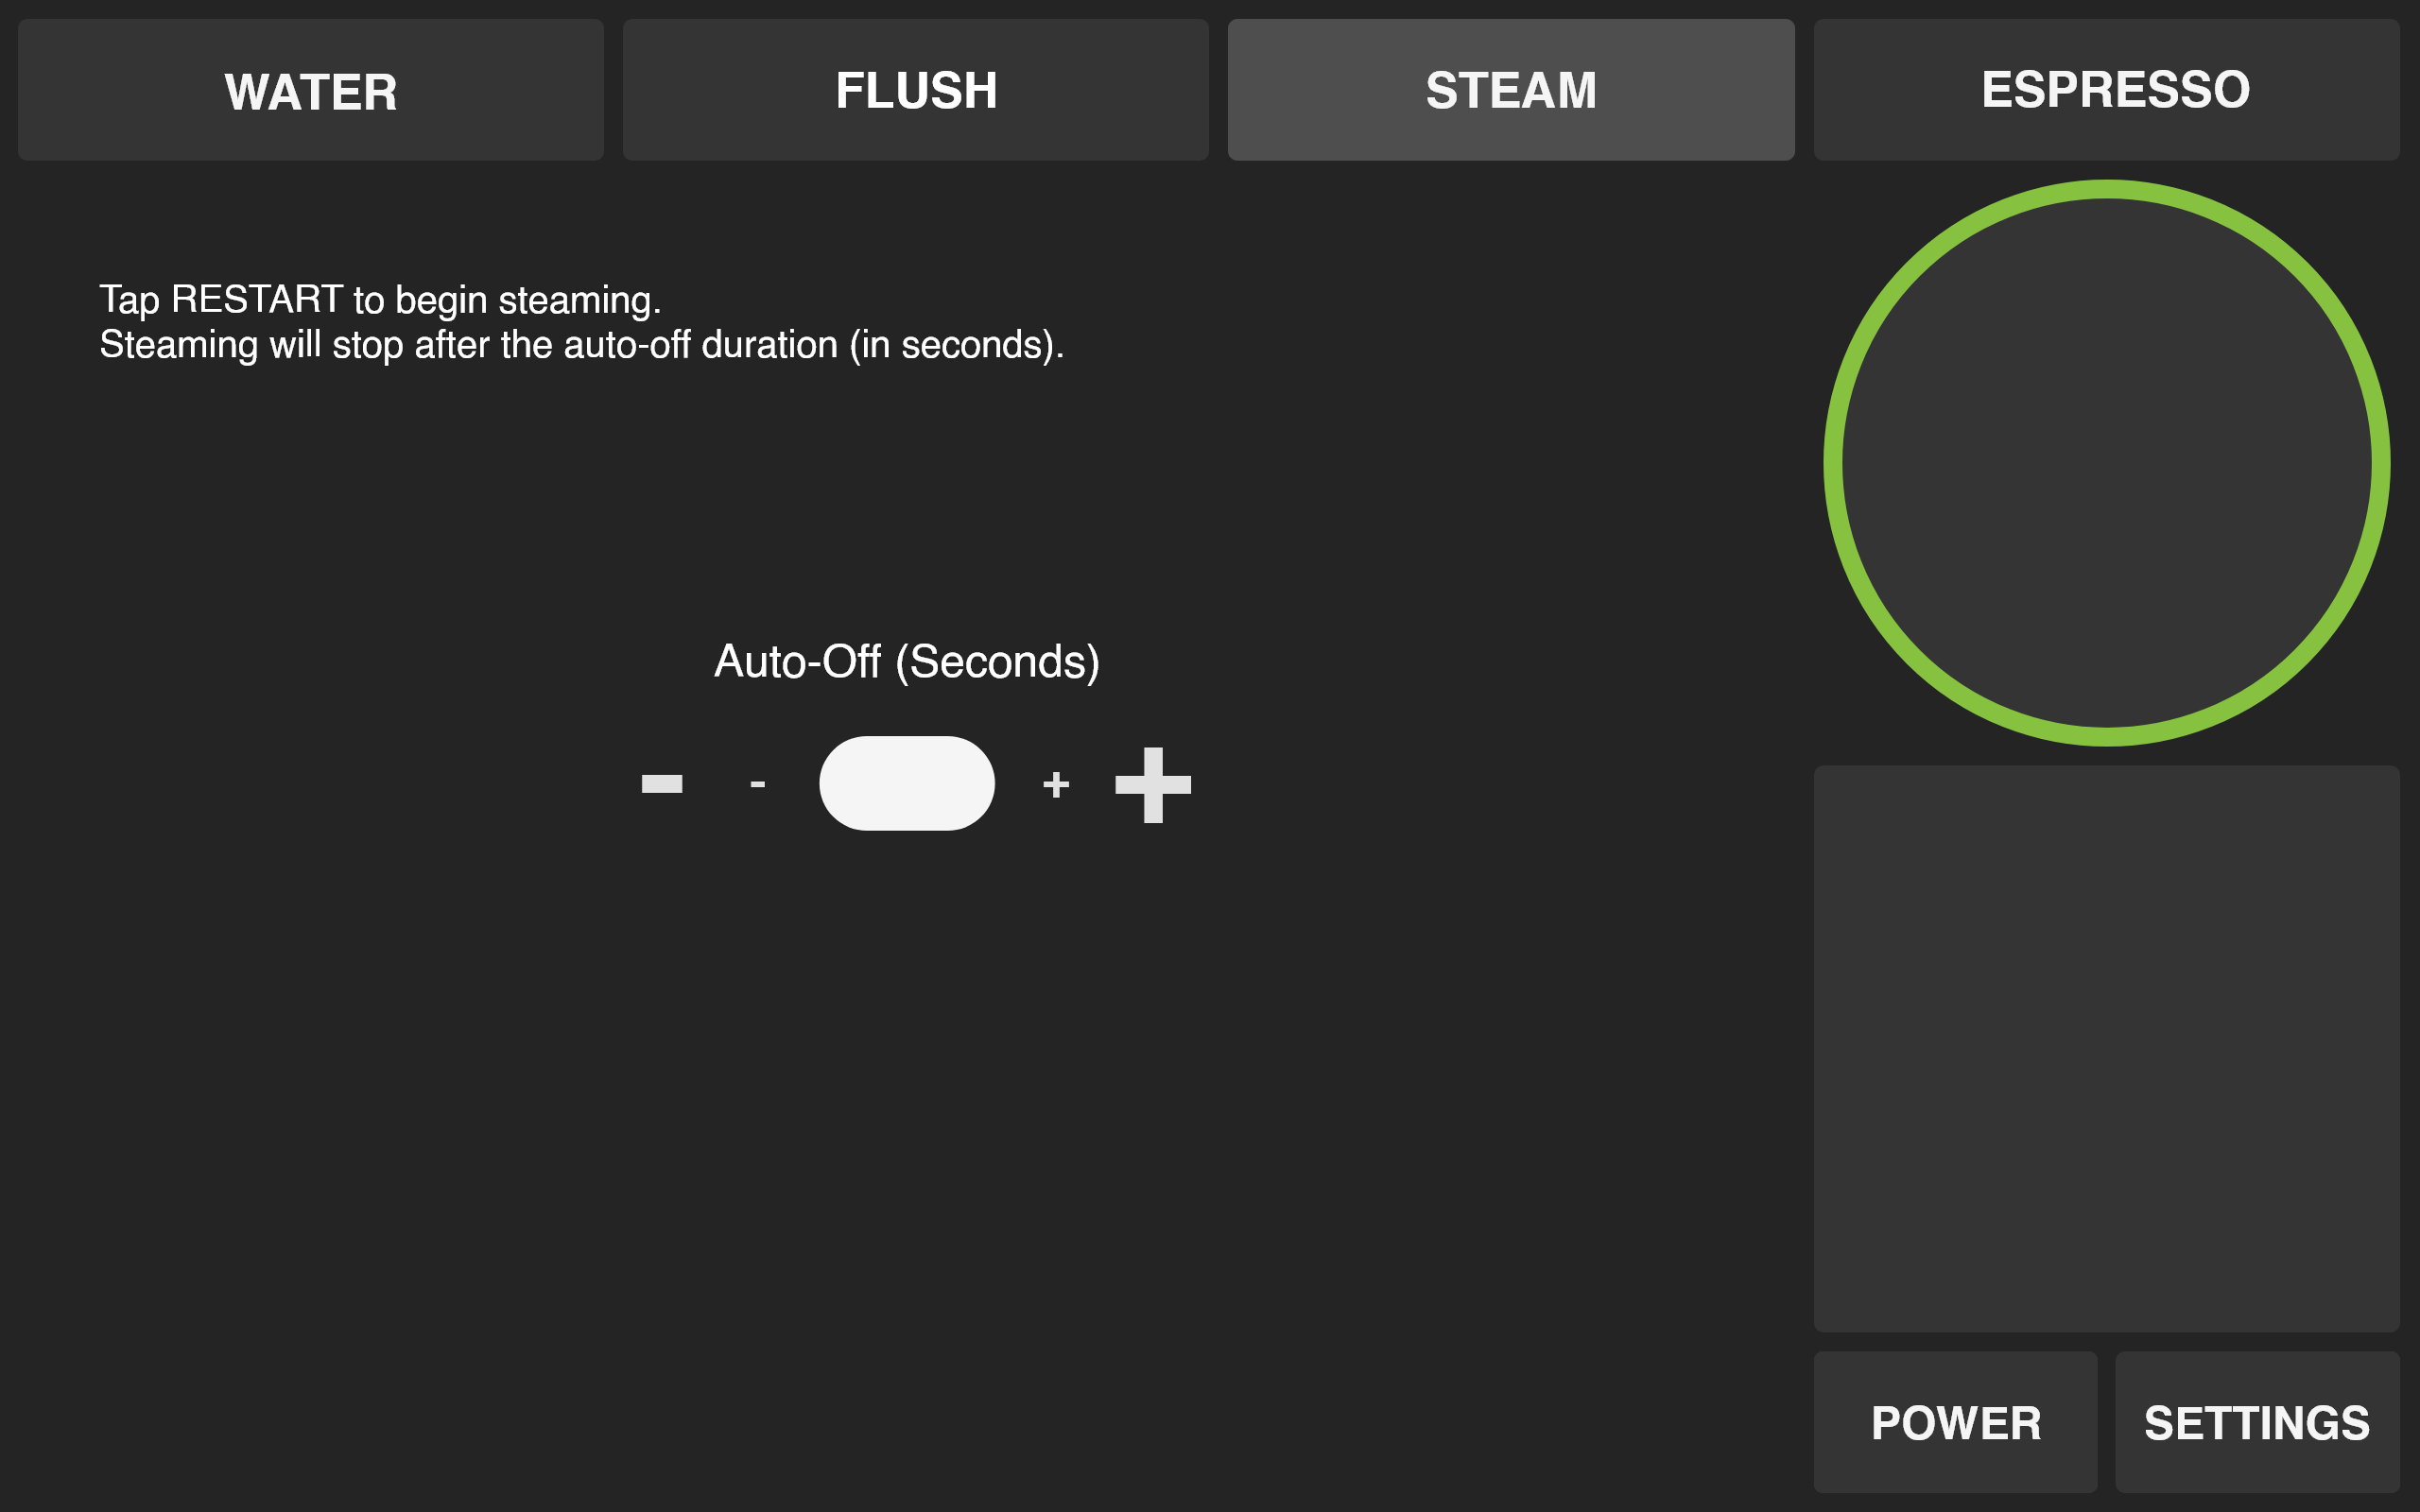 WATER
FLUSH
STEAM
ESPRESSO
Tap RESTART to begin steaming.
Steaming will stop after the auto-off duration (in seconds).
Auto-Off (Seconds)
- - + +
POWER
SETTINGS